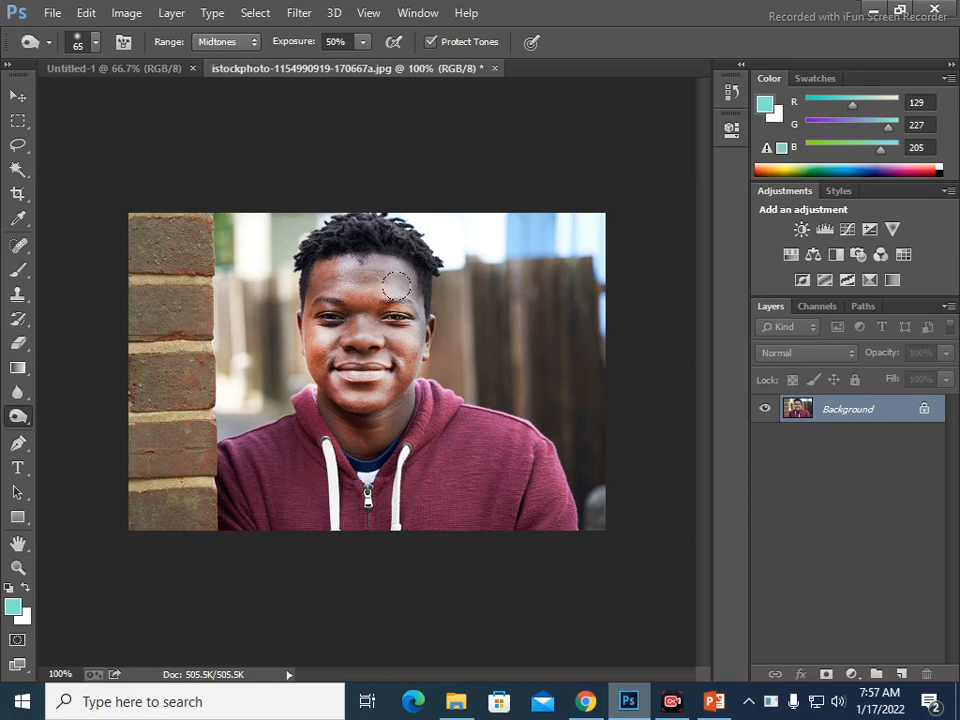 Ps File Edit Image Layer Type Select Filter 3D View Window Help
Recorded with iFun Screen Recorder
65 Range: Midtones Exposure: 50% Protect Tones
Untitled-1 @ 66.7% (RGB/8) × istockphoto-1154990919-170667a.jpg @ 100% (RGB/8) * ×
Color Swatches
R 129
G 227
B 205
Adjustments Styles
Add an adjustment
Layers Channels Paths
Kind
Normal Opacity: 100%
Lock: Fill: 100%
Background
fx
100% Doc: 505.5K/505.5K
Type here to search
Ps
7:57 AM
1/17/2022
2